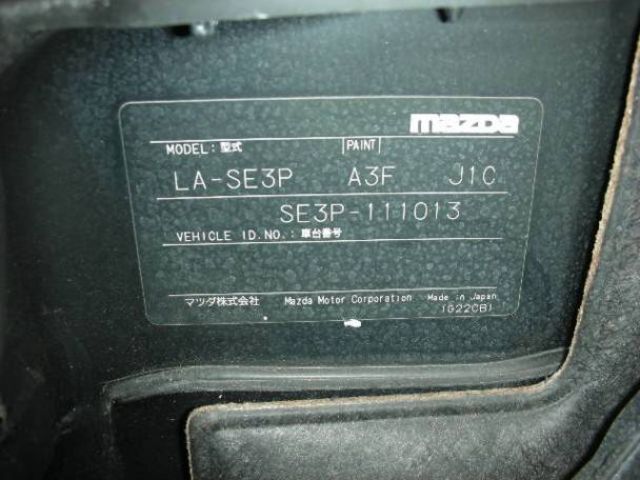 mazda
MODEL:型式 PAINT
LA-SE3P A3F J1C
SE3P-111013
VEHICLE ID.NO.:車台番号
マツダ株式会社 Mazda Motor Corporation Made in Japan
(G22CB)